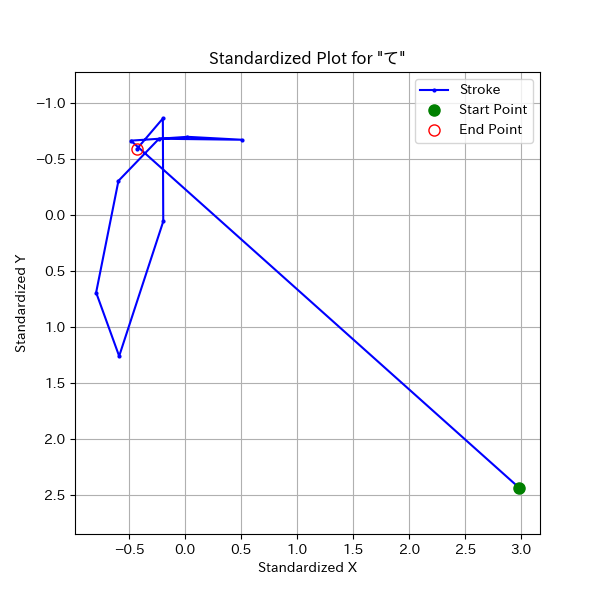 Standardized Plot for "て"
Stroke
Start Point
End Point
Standardized Y
−1.0
−0.5
0.0
0.5
1.0
1.5
2.0
2.5
−0.5
0.0
0.5
1.0
1.5
2.0
2.5
3.0
Standardized X